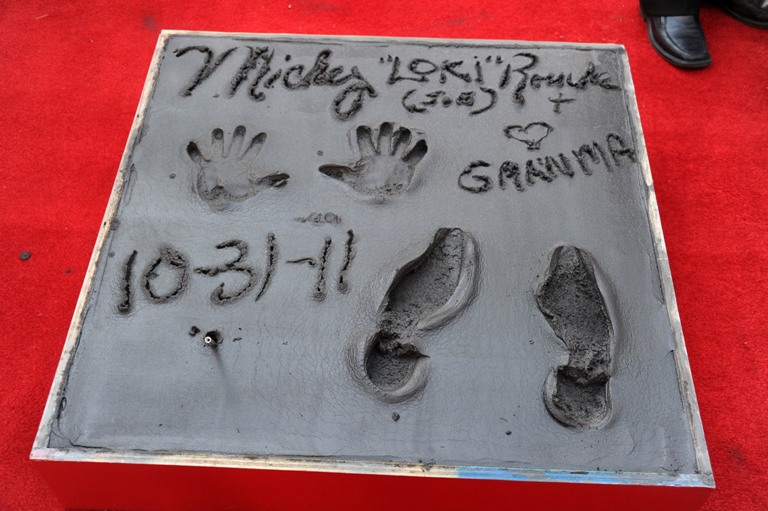 Mickey "LOKI" Rourke
(J.B) +
GRANMA
10-31-11